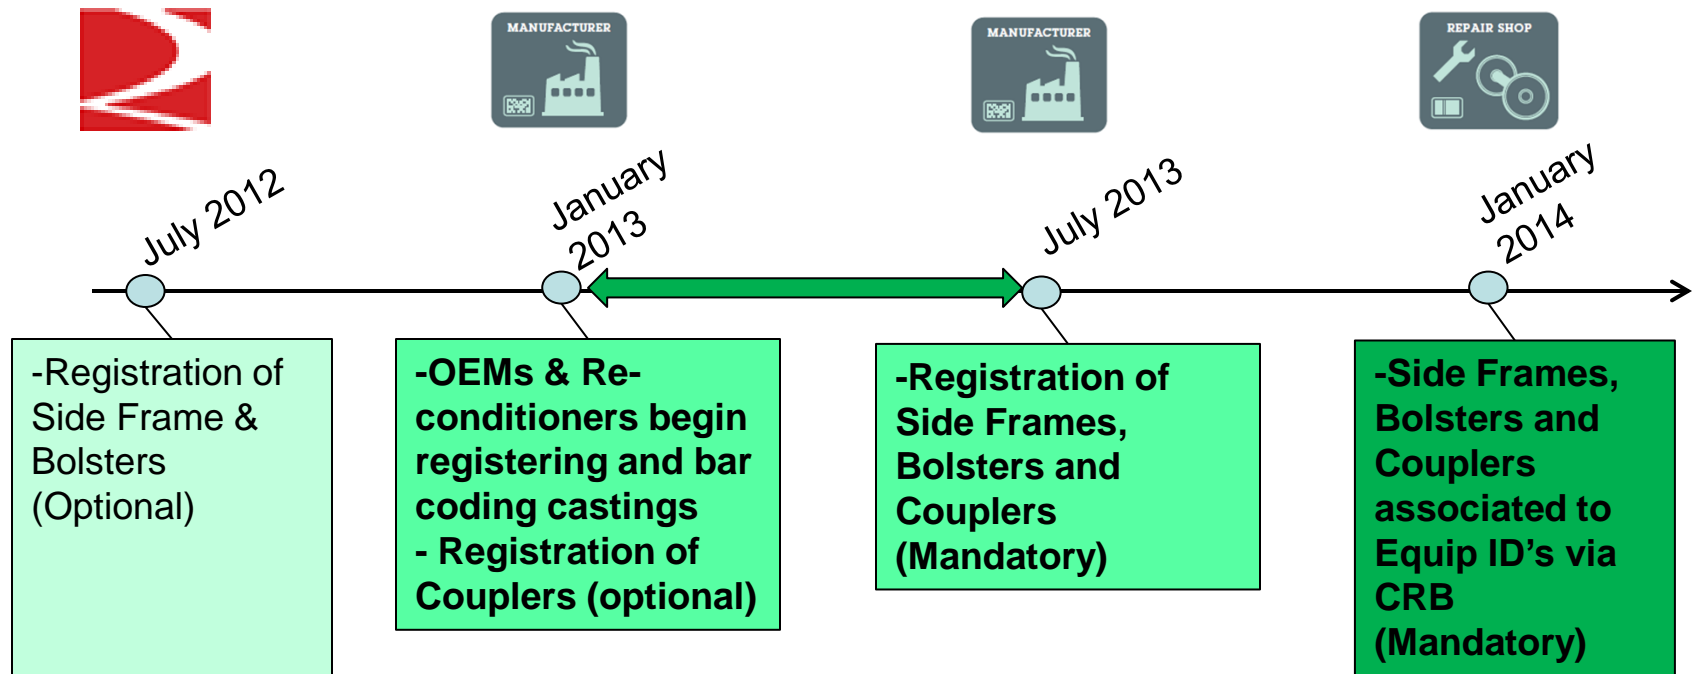 MANUFACTURER
MANUFACTURER
REPAIR SHOP
July 2012
January
2013
July 2013
January
2014
-Registration of
Side Frame &
Bolsters
(Optional)
-OEMs & Re-
conditioners begin
registering and bar
coding castings
- Registration of
Couplers (optional)
-Registration of
Side Frames,
Bolsters and
Couplers
(Mandatory)
-Side Frames,
Bolsters and
Couplers
associated to
Equip ID’s via
CRB
(Mandatory)